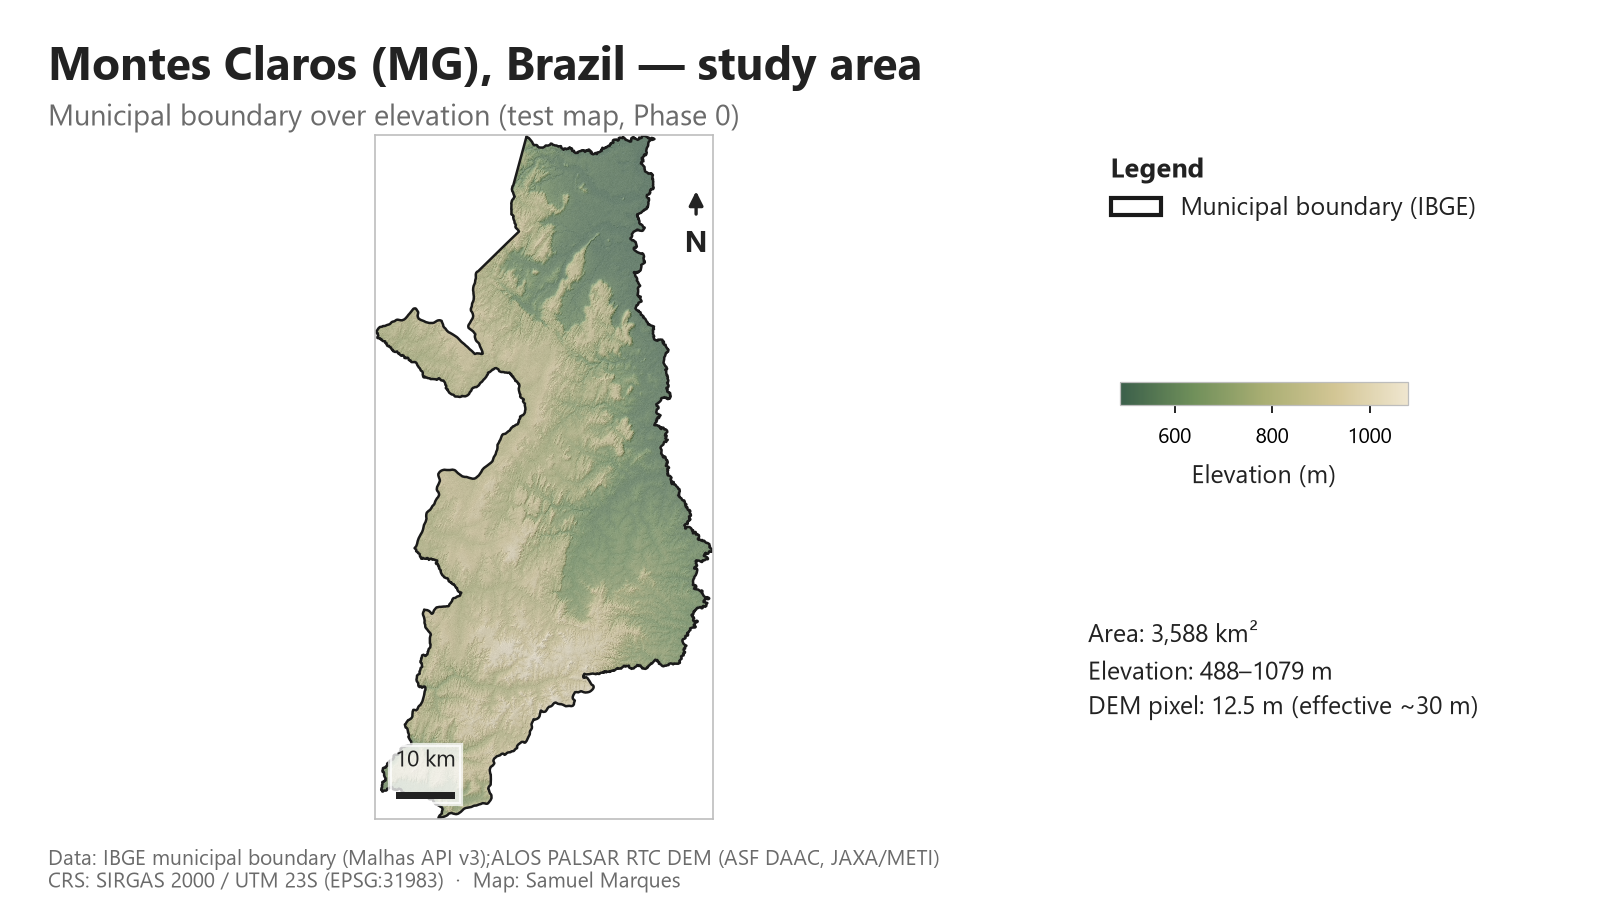 Montes Claros (MG), Brazil — study area
Municipal boundary over elevation (test map, Phase 0)
N
10 km
Legend
Municipal boundary (IBGE)
600 800 1000
Elevation (m)
Area: 3,588 km²
Elevation: 488–1079 m
DEM pixel: 12.5 m (effective ~30 m)
Data: IBGE municipal boundary (Malhas API v3);ALOS PALSAR RTC DEM (ASF DAAC, JAXA/METI)
CRS: SIRGAS 2000 / UTM 23S (EPSG:31983) · Map: Samuel Marques